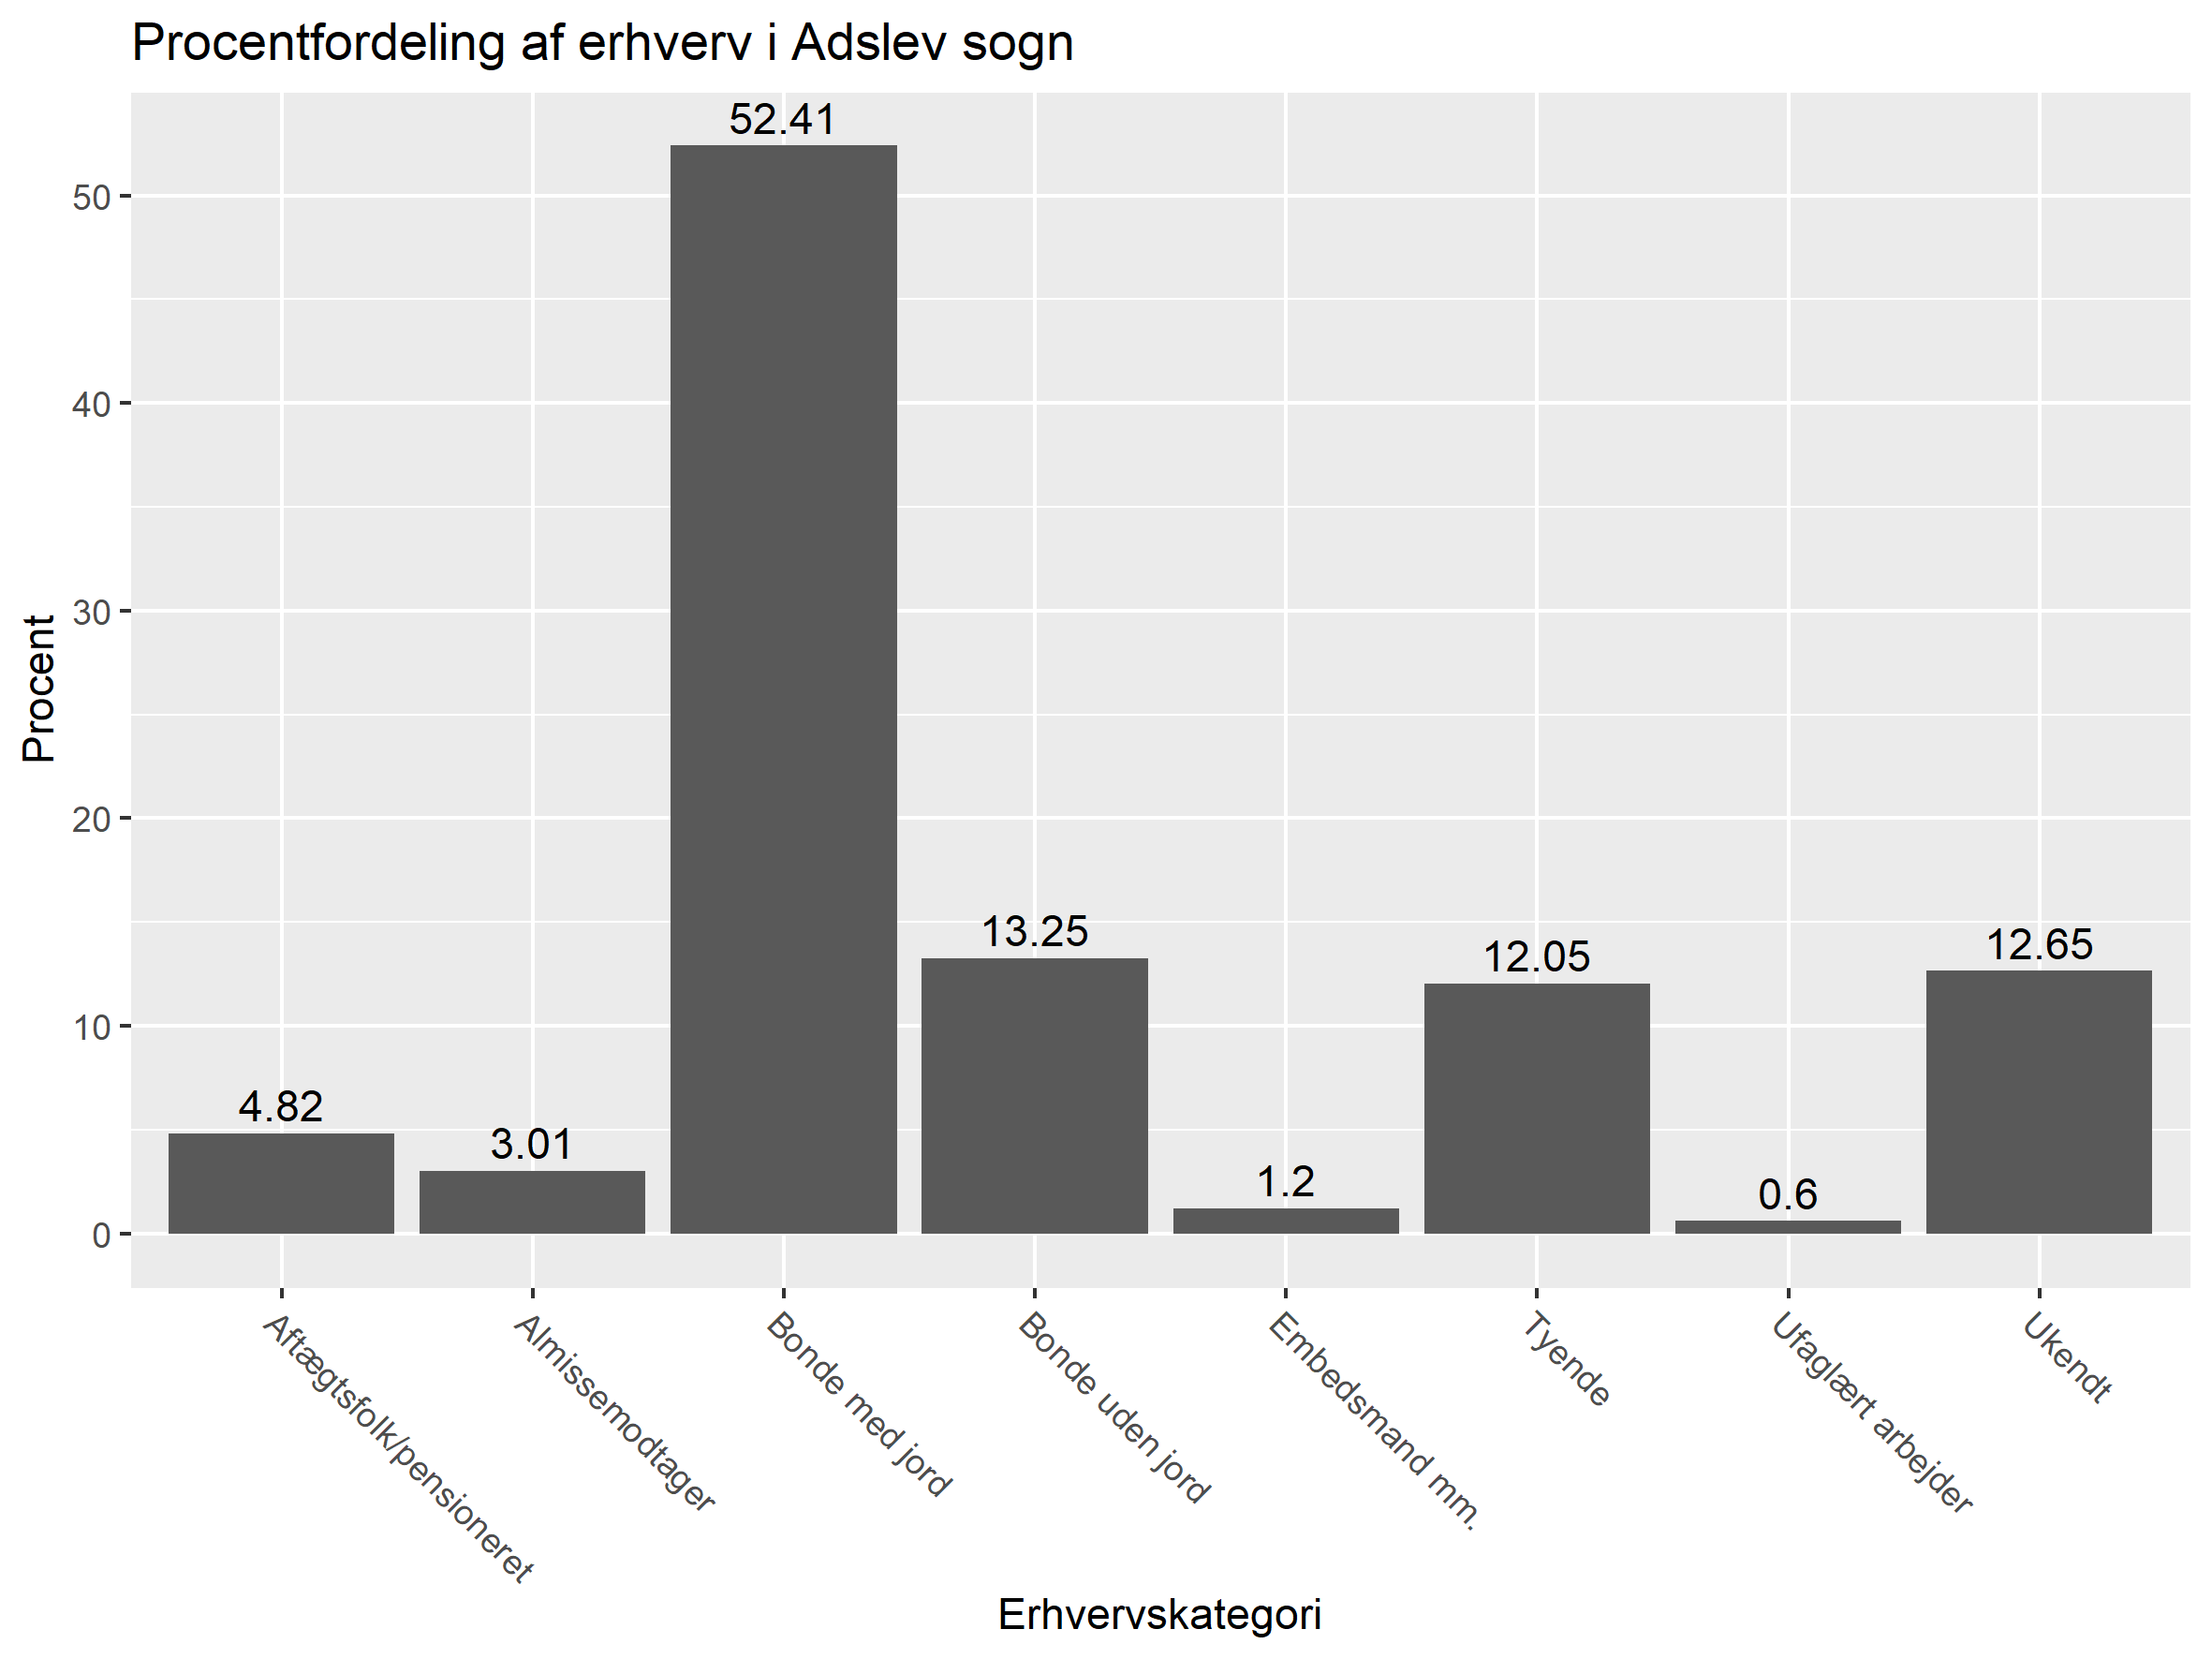 Procentfordeling af erhverv i Adslev sogn
Procent
50
40
30
20
10
0
52.41
13.25
12.05
12.65
4.82
3.01
1.2
0.6
Aftægtsfolk/pensioneret
Almissemodtager
Bonde med jord
Bonde uden jord
Embedsmand mm.
Tyende
Ufaglært arbejder
Ukendt
Erhvervskategori